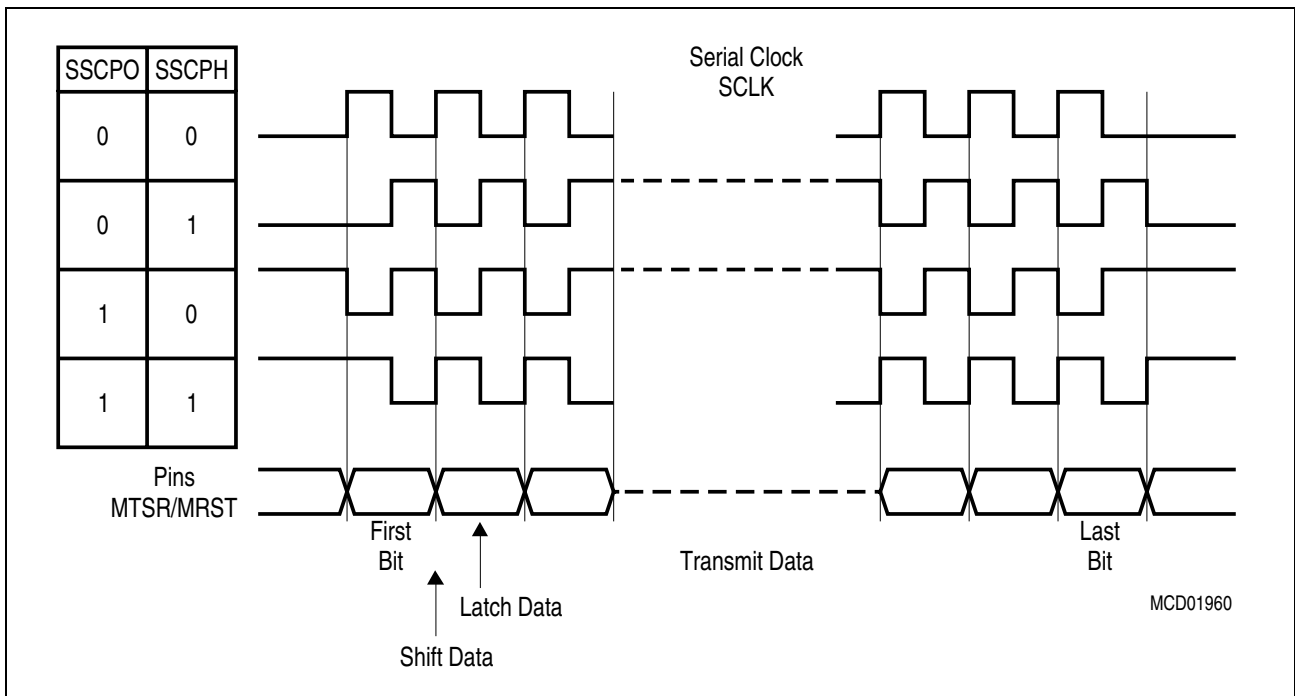 SSCPO SSCPH
Serial Clock
SCLK
0 0
0 1
1 0
1 1
Pins
MTSR/MRST
First
Bit
Transmit Data
Last
Bit
Latch Data
MCD01960
Shift Data